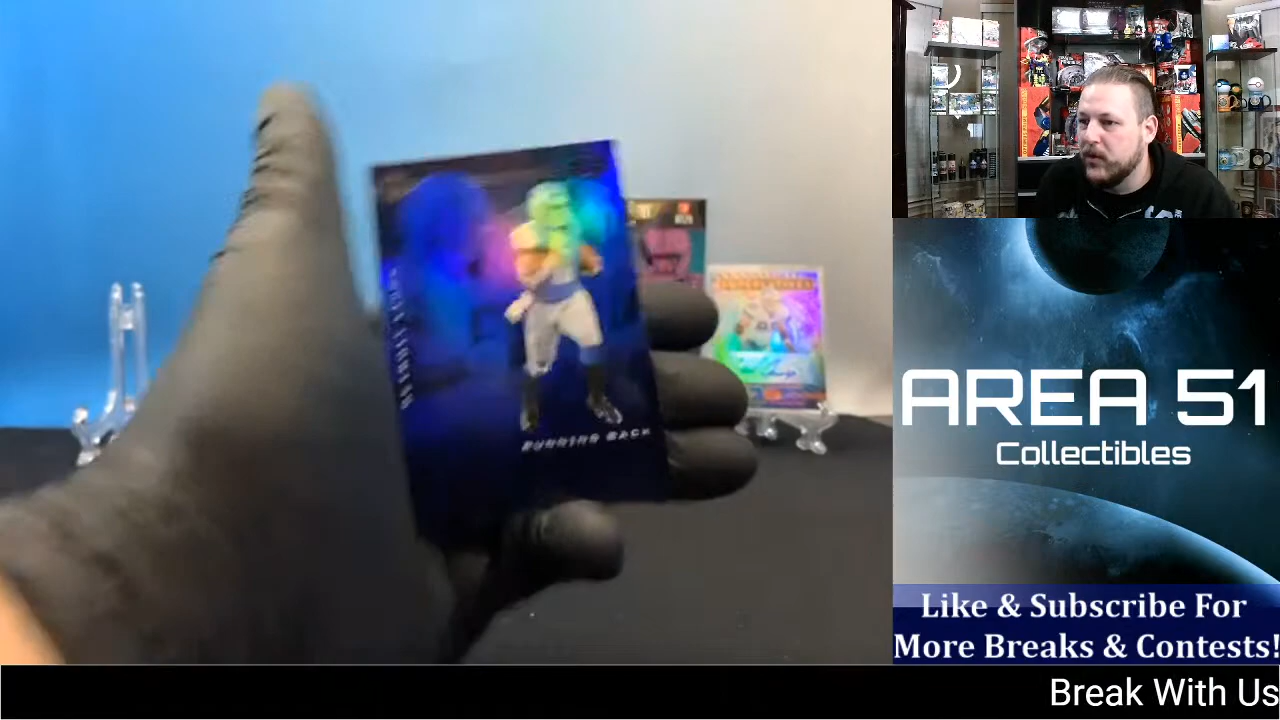 RUNNING BACK
AREA 51
Collectibles
Like & Subscribe For
More Breaks & Contests!
Break With Us